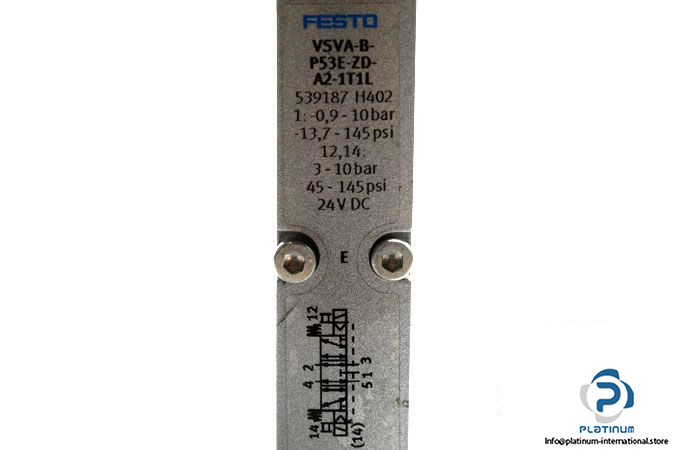 FESTO
VSVA-B-
P53E-ZD-
A2-1T1L
539187 H402
1: -0,9 - 10 bar
-13,7 - 145 psi
12,14:
3 - 10 bar
45 - 145 psi
24 V DC
E
14 4 2 12
(14) 5 1 3
PLATINUM
Info@platinum-international.store